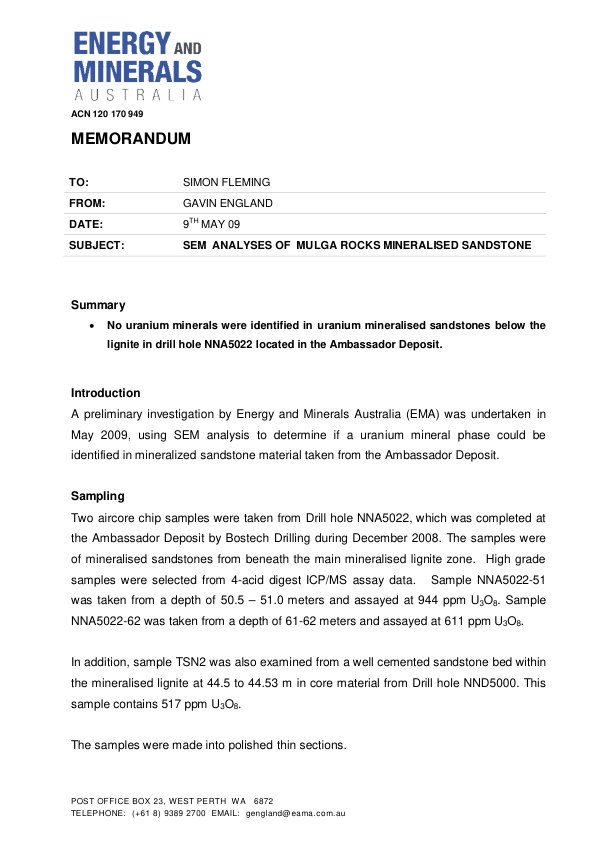 ENERGY AND
MINERALS
AUSTRALIA
ACN 120 170 949
MEMORANDUM
TO: SIMON FLEMING
FROM: GAVIN ENGLAND
DATE: 9TH MAY 09
SUBJECT: SEM ANALYSES OF MULGA ROCKS MINERALISED SANDSTONE
Summary
• No uranium minerals were identified in uranium mineralised sandstones below the
lignite in drill hole NNA5022 located in the Ambassador Deposit.
Introduction
A preliminary investigation by Energy and Minerals Australia (EMA) was undertaken in
May 2009, using SEM analysis to determine if a uranium mineral phase could be
identified in mineralized sandstone material taken from the Ambassador Deposit.
Sampling
Two aircore chip samples were taken from Drill hole NNA5022, which was completed at
the Ambassador Deposit by Bostech Drilling during December 2008. The samples were
of mineralised sandstones from beneath the main mineralised lignite zone. High grade
samples were selected from 4-acid digest ICP/MS assay data. Sample NNA5022-51
was taken from a depth of 50.5 – 51.0 meters and assayed at 944 ppm U3O8. Sample
NNA5022-62 was taken from a depth of 61-62 meters and assayed at 611 ppm U3O8.
In addition, sample TSN2 was also examined from a well cemented sandstone bed within
the mineralised lignite at 44.5 to 44.53 m in core material from Drill hole NND5000. This
sample contains 517 ppm U3O8.
The samples were made into polished thin sections.
POST OFFICE BOX 23, WEST PERTH WA 6872
TELEPHONE: (+61 8) 9389 2700 EMAIL: gengland@eama.com.au